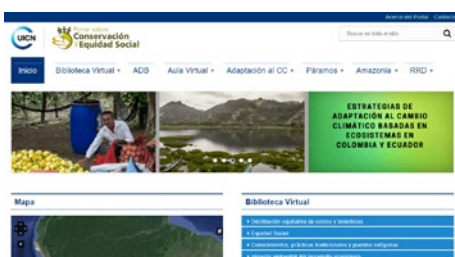 Acerca del Portal Contacto
UICN
Portal sobre
Conservación
y Equidad Social
Buscar en todo el sitio
Inicio Biblioteca Virtual + ADB Aula Virtual + Adaptación al CC + Páramos + Amazonia + RRD +
ESTRATEGIAS DE
ADAPTACIÓN AL CAMBIO
CLIMÁTICO BASADAS EN
ECOSISTEMAS EN
COLOMBIA Y ECUADOR
Mapa
Biblioteca Virtual
Distribución equitativa de costos y beneficios
Equidad Social
Conocimientos, prácticas tradicionales y pueblos indígenas